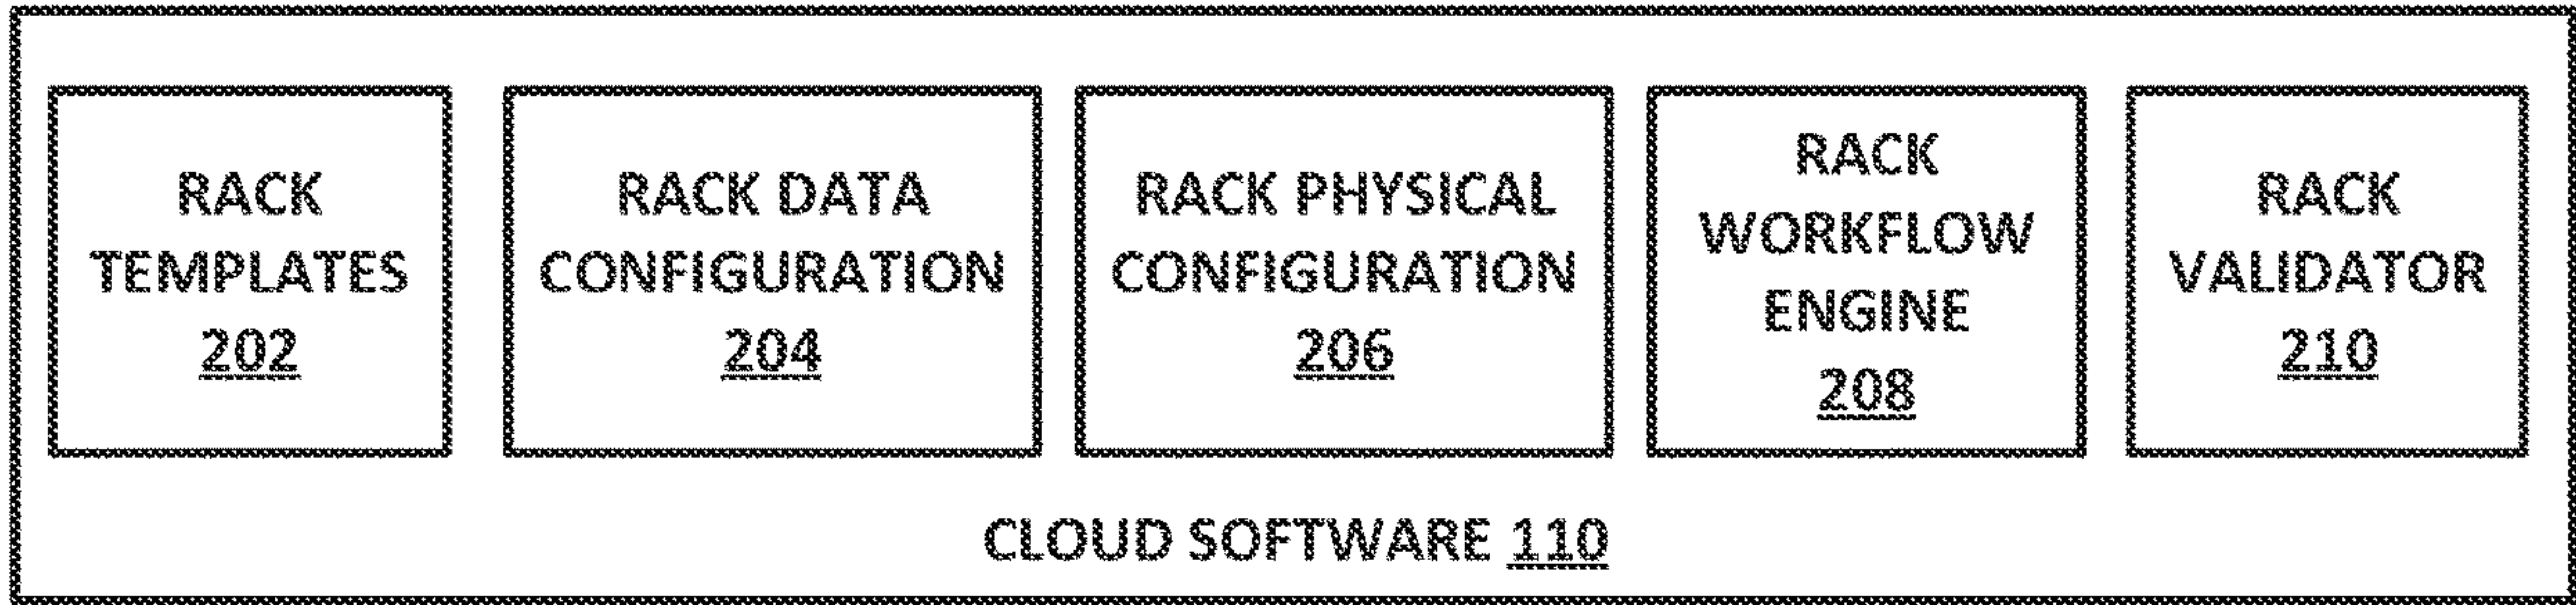 RACK
TEMPLATES
202
RACK DATA
CONFIGURATION
204
RACK PHYSICAL
CONFIGURATION
206
RACK
WORKFLOW
ENGINE
208
RACK
VALIDATOR
210
CLOUD SOFTWARE 110